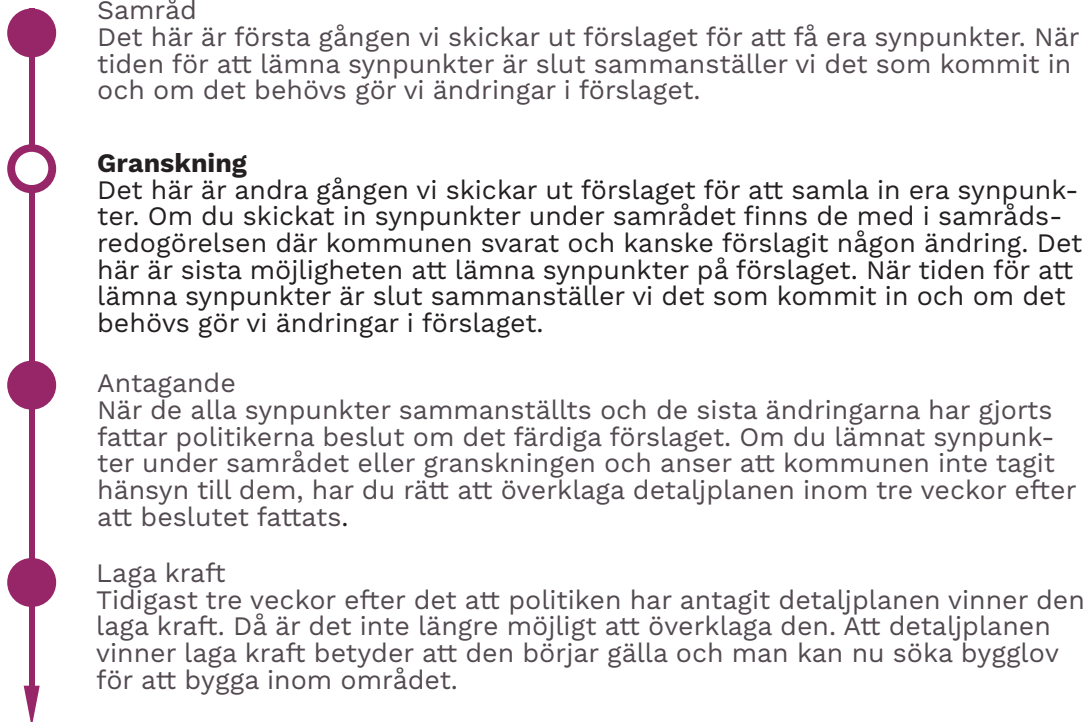 Samråd
Det här är första gången vi skickar ut förslaget för att få era synpunkter. När
tiden för att lämna synpunkter är slut sammanställer vi det som kommit in
och om det behövs gör vi ändringar i förslaget.
Granskning
Det här är andra gången vi skickar ut förslaget för att samla in era synpunk-
ter. Om du skickat in synpunkter under samrådet finns de med i samråds-
redogörelsen där kommunen svarat och kanske förslagit någon ändring. Det
här är sista möjligheten att lämna synpunkter på förslaget. När tiden för att
lämna synpunkter är slut sammanställer vi det som kommit in och om det
behövs gör vi ändringar i förslaget.
Antagande
När de alla synpunkter sammanställts och de sista ändringarna har gjorts
fattar politikerna beslut om det färdiga förslaget. Om du lämnat synpunk-
ter under samrådet eller granskningen och anser att kommunen inte tagit
hänsyn till dem, har du rätt att överklaga detaljplanen inom tre veckor efter
att beslutet fattats.
Laga kraft
Tidigast tre veckor efter det att politiken har antagit detaljplanen vinner den
laga kraft. Då är det inte längre möjligt att överklaga den. Att detaljplanen
vinner laga kraft betyder att den börjar gälla och man kan nu söka bygglov
för att bygga inom området.